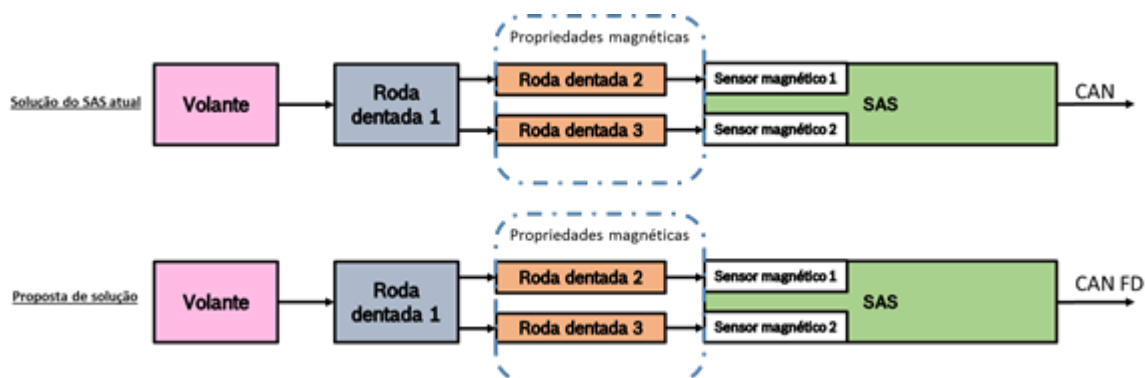 Propriedades magnéticas
Solução do SAS atual
Volante
Roda
dentada 1
Roda dentada 2
Roda dentada 3
Sensor magnético 1
SAS
Sensor magnético 2
CAN
Propriedades magnéticas
Proposta de solução
Volante
Roda
dentada 1
Roda dentada 2
Roda dentada 3
Sensor magnético 1
SAS
Sensor magnético 2
CAN FD